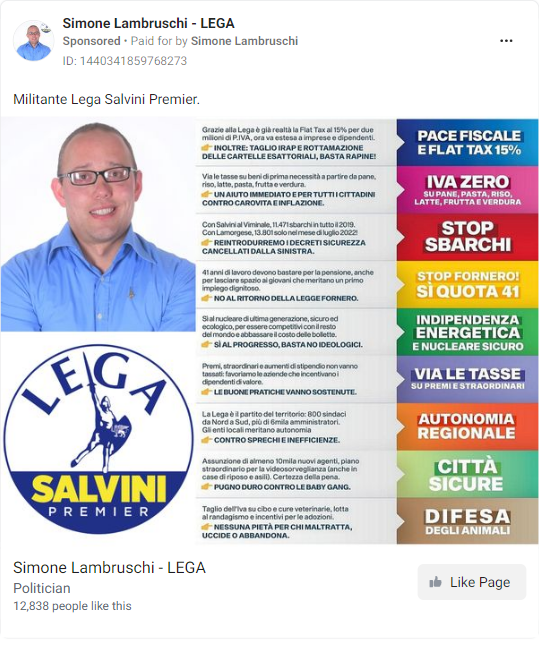 Simone Lambruschi - LEGA
Sponsored • Paid for by Simone Lambruschi
ID: 1440341859768273
Militante Lega Salvini Premier.
Grazie alla Lega è già realtà la Flat Tax al 15% per due
milioni di P.IVA, ora va estesa a imprese e dipendenti.
INOLTRE: TAGLIO IRAP E ROTTAMAZIONE
DELLE CARTELLE ESATTORIALI, BASTA RAPINE!
PACE FISCALE
E FLAT TAX 15%
Via le tasse su beni di prima necessità a partire da pane,
riso, latte, pasta, frutta e verdura.
UN AIUTO IMMEDIATO E PER TUTTI I CITTADINI
CONTRO CAROVITA E INFLAZIONE.
IVA ZERO
SU PANE, PASTA, RISO,
LATTE, FRUTTA E VERDURA
Con Salvini al Viminale, 11.471 sbarchi in tutto il 2019.
Con Lamorgese, 13.801 solo nel mese di luglio 2022!
REINTRODURREMO I DECRETI SICUREZZA
CANCELLATI DALLA SINISTRA.
STOP
SBARCHI
41 anni di lavoro devono bastare per la pensione, anche
per lasciare spazio ai giovani che meritano un primo
impiego dignitoso.
NO AL RITORNO DELLA LEGGE FORNERO.
STOP FORNERO!
SÌ QUOTA 41
Sì al nucleare di ultima generazione, sicuro ed
ecologico, per essere competitivi con il resto
del mondo e abbassare il costo delle bollette.
SÌ AL PROGRESSO, BASTA NO IDEOLOGICI.
INDIPENDENZA
ENERGETICA
E NUCLEARE SICURO
Premi, straordinari e aumenti di stipendio non vanno
tassati: favoriamo le aziende che incentivano i
dipendenti di valore.
LE BUONE PRATICHE VANNO SOSTENUTE.
VIA LE TASSE
SU PREMI E STRAORDINARI
La Lega è il partito del territorio: 800 sindaci
da Nord a Sud, più di 6mila amministratori.
Gli enti locali meritano autonomia
CONTRO SPRECHI E INEFFICIENZE.
AUTONOMIA
REGIONALE
Assunzione di almeno 10mila nuovi agenti, piano
straordinario per la videosorveglianza (anche in
case di riposo e asili). Certezza della pena.
PUGNO DURO CONTRO LE BABY GANG.
CITTÀ
SICURE
Taglio dell'Iva su cibo e cure veterinarie, lotta
al randagismo e incentivi per le adozioni.
NESSUNA PIETÀ PER CHI MALTRATTA,
UCCIDE O ABBANDONA.
DIFESA
DEGLI ANIMALI
LEGA
SALVINI
PREMIER
Simone Lambruschi - LEGA
Politician
12,838 people like this
Like Page